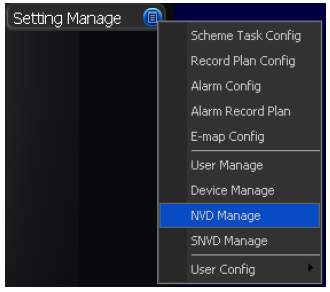 Setting Manage
Scheme Task Config
Record Plan Config
Alarm Config
Alarm Record Plan
E-map Config
User Manage
Device Manage
NVD Manage
SNVD Manage
User Config